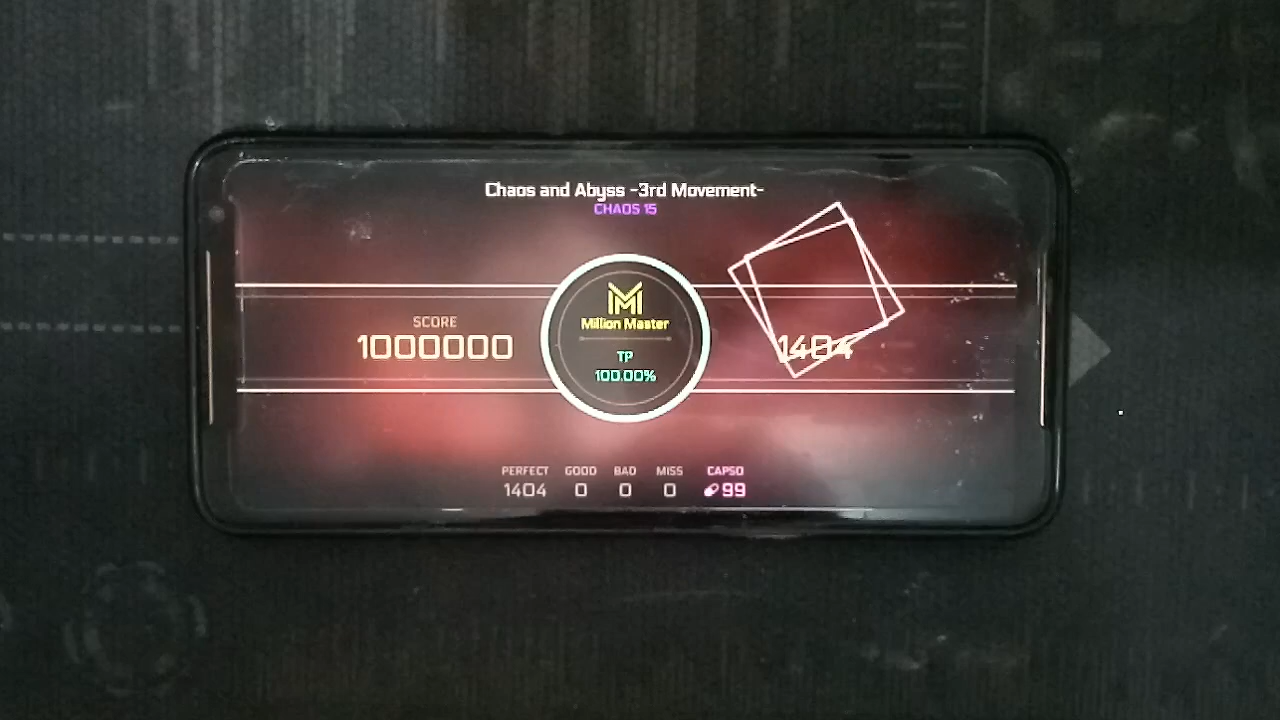 Chaos and Abyss -3rd Movement-
CHAOS 15
SCORE
1000000
Million Master
TP
100.00%
1404
PERFECT GOOD BAD MISS CAPSO
1404 0 0 0 99